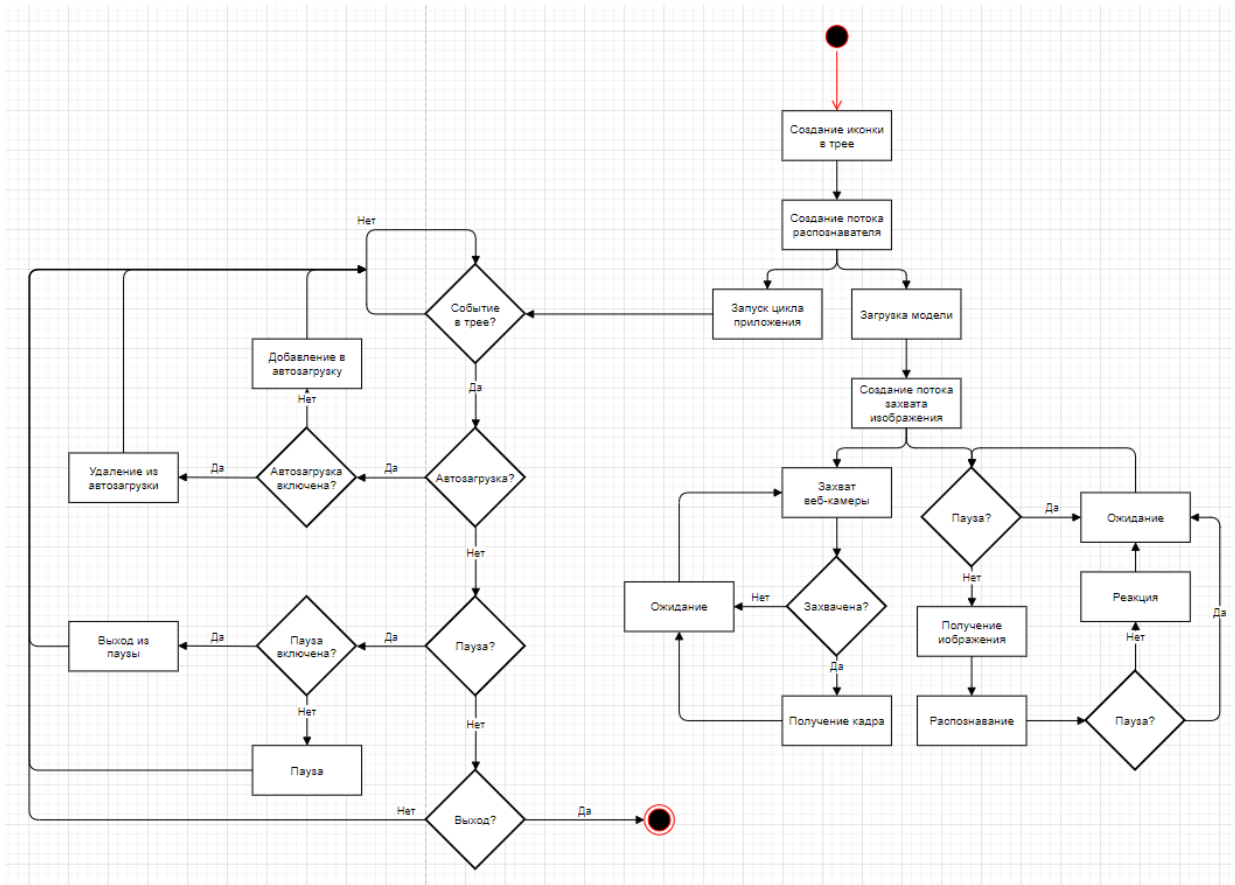 Создание иконки
в трее
Создание потока
распознавателя
Нет
Событие
в трее?
Запуск цикла
приложения
Загрузка модели
Добавление в
автозагрузку
Да
Создание потока
захвата
изображения
Нет
Удаление из
автозагрузки
Да
Автозагрузка
включена?
Да
Автозагрузка?
Захват
веб-камеры
Пауза?
Да
Ожидание
Нет
Нет
Ожидание
Нет
Захвачена?
Реакция
Да
Выход из
паузы
Да
Пауза
включена?
Да
Пауза?
Получение
иображения
Нет
Да
Нет
Нет
Получение кадра
Распознавание
Пауза?
Пауза
Нет
Выход?
Да